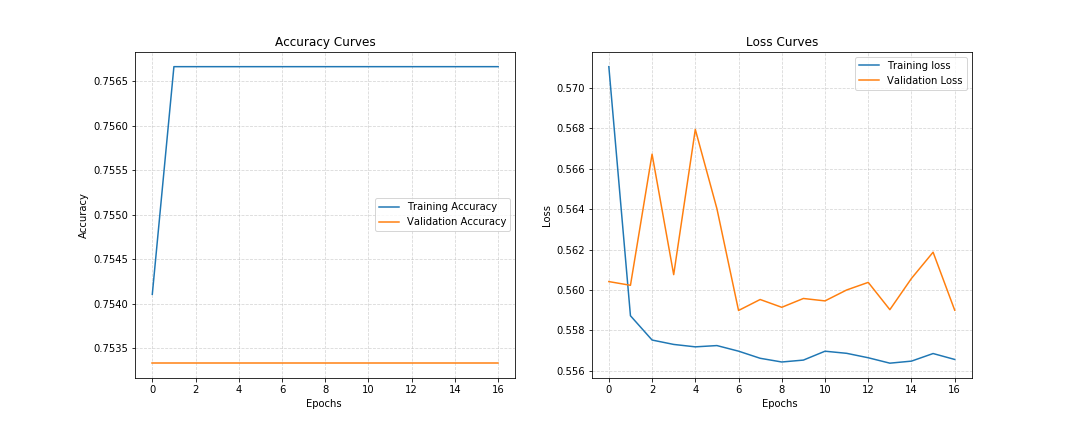 Accuracy Curves
0.7565
0.7560
0.7555
0.7550
0.7545
0.7540
0.7535
Accuracy
Training Accuracy
Validation Accuracy
0 2 4 6 8 10 12 14 16
Epochs
Loss Curves
0.570
0.568
0.566
0.564
0.562
0.560
0.558
0.556
Loss
Training loss
Validation Loss
0 2 4 6 8 10 12 14 16
Epochs